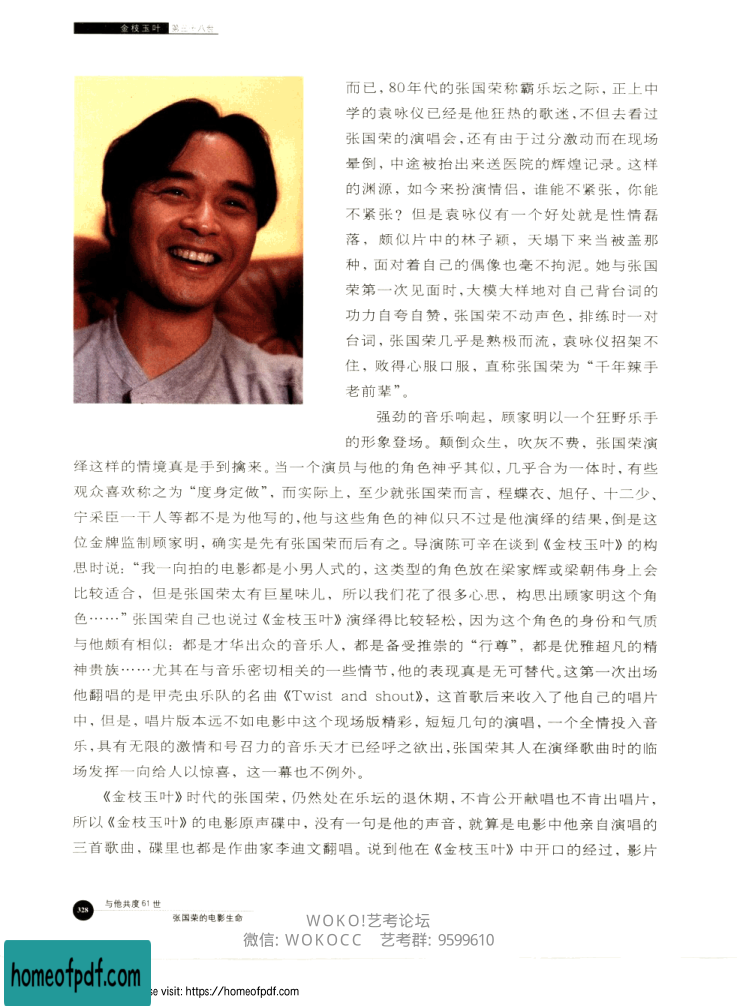 金枝玉叶 第三十八世
而已，80年代的张国荣称霸乐坛之际，正上中
学的袁咏仪已经是他狂热的歌迷，不但去看过
张国荣的演唱会，还有由于过分激动而在现场
晕倒，中途被抬出来送医院的辉煌记录。这样
的渊源，如今来扮演情侣，谁能不紧张，你能
不紧张？但是袁咏仪有一个好处就是性情磊
落，颇似片中的林子颖，天塌下来当被盖那
种，面对着自己的偶像也毫不拘泥。她与张国
荣第一次见面时，大模大样地对自己背台词的
功力自夸自赞，张国荣不动声色，排练时一对
台词，张国荣几乎是熟极而流，袁咏仪招架不
住，败得心服口服，直称张国荣为“千年辣手
老前辈”。
强劲的音乐响起，顾家明以一个狂野乐手
的形象登场。颠倒众生，吹灰不费，张国荣演
绎这样的情境真是手到擒来。当一个演员与他的角色神乎其似，几乎合为一体时，有些
观众喜欢称之为“度身定做”，而实际上，至少就张国荣而言，程蝶衣、旭仔、十二少、
宁采臣一干人等都不是为他写的，他与这些角色的神似只不过是他演绎的结果，倒是这
位金牌监制顾家明，确实是先有张国荣而后有之。导演陈可辛在谈到《金枝玉叶》的构
思时说：“我一向拍的电影都是小男人式的，这类型的角色放在梁家辉或梁朝伟身上会
比较适合，但是张国荣太有巨星味儿，所以我们花了很多心思，构思出顾家明这个角
色……”张国荣自己也说过《金枝玉叶》演绎得比较轻松，因为这个角色的身份和气质
与他颇有相似：都是才华出众的音乐人，都是备受推崇的“行尊”，都是优雅超凡的精
神贵族……尤其在与音乐密切相关的一些情节，他的表现真是无可替代。这第一次出场
他翻唱的是甲壳虫乐队的名曲《Twist and shout》，这首歌后来收入了他自己的唱片
中，但是，唱片版本远不如电影中这个现场版精彩，短短几句的演唱，一个全情投入音
乐，具有无限的激情和号召力的音乐天才已经呼之欲出，张国荣其人在演绎歌曲时的临
场发挥一向给人以惊喜，这一幕也不例外。
《金枝玉叶》时代的张国荣，仍然处在乐坛的退休期，不肯公开献唱也不肯出唱片，
所以《金枝玉叶》的电影原声碟中，没有一句是他的声音，就算是电影中他亲自演唱的
三首歌曲，碟里也都是作曲家李迪文翻唱。说到他在《金枝玉叶》中开口的经过，影片
328 与他共度61世
张国荣的电影生命
WOKO!艺考论坛
微信: WOKOCC 艺考群: 9599610
homeofpdf.com
se visit: https://homeofpdf.com